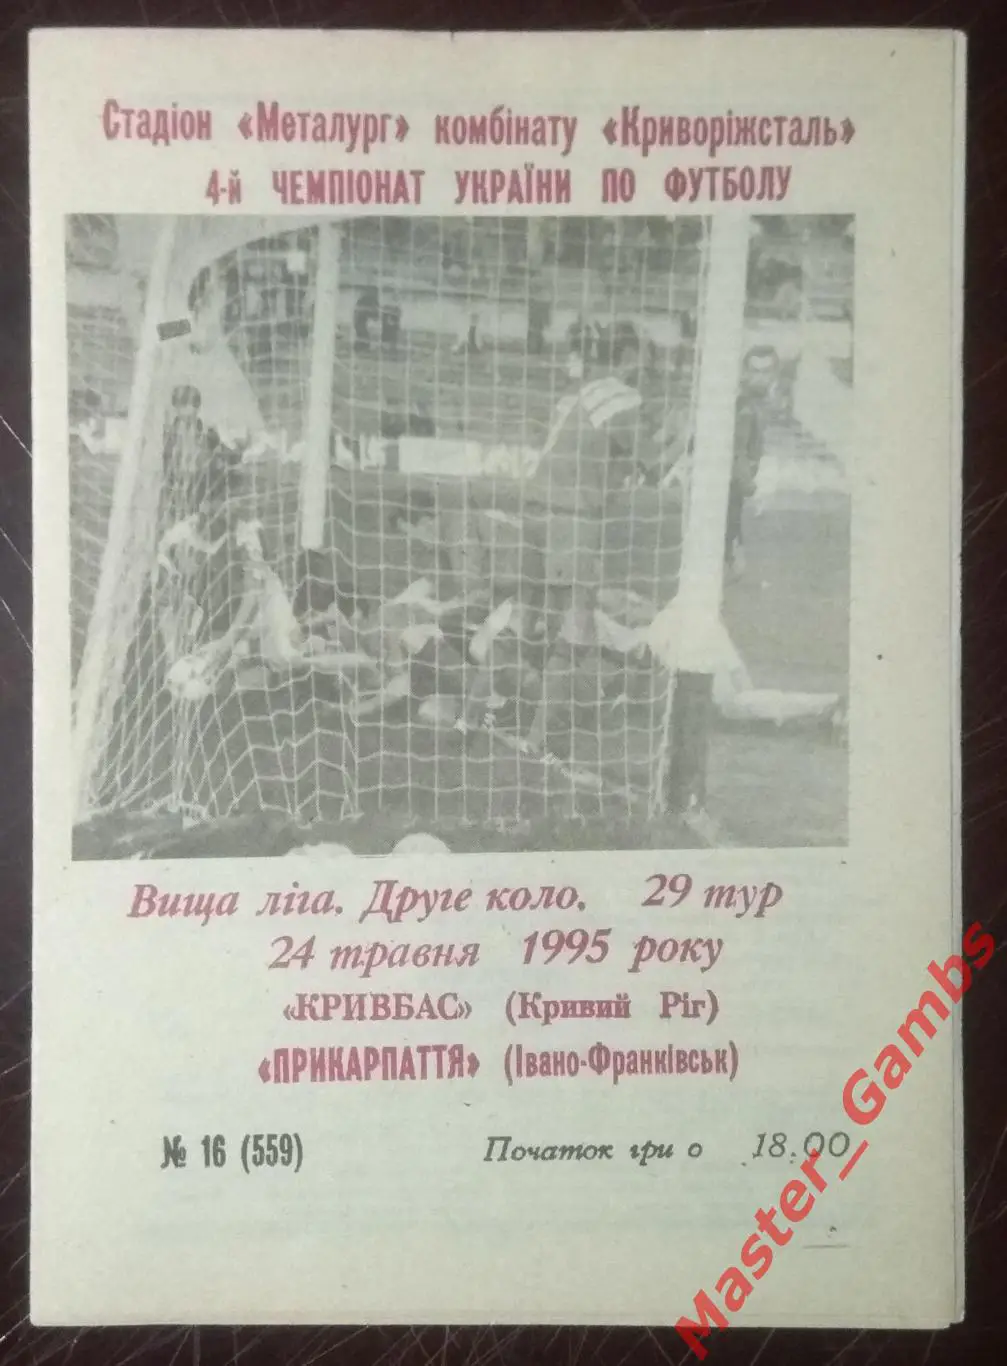 Стадіон «Металург» комбінату «Криворіжсталь»
4-й ЧЕМПІОНАТ УКРАЇНИ ПО ФУТБОЛУ
Вища ліга. Друге коло. 29 тур
24 травня 1995 року
«КРИВБАС» (Кривий Ріг)
«ПРИКАРПАТТЯ» (Івано-Франківськ)
№ 16 (559) Початок гри о 18.00
Master_Gambs